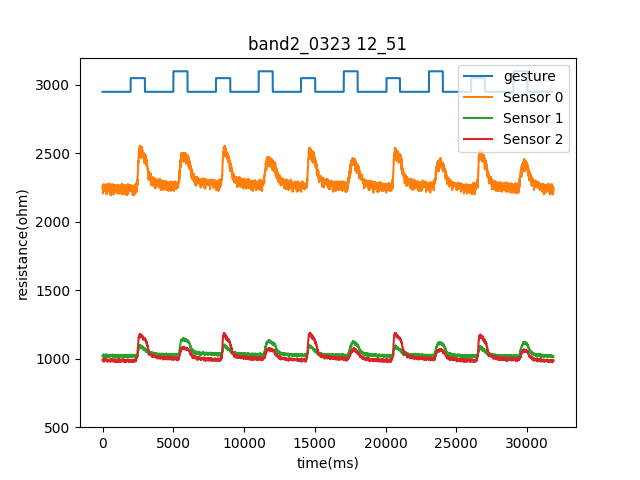 band2_0323 12_51
gesture
Sensor 0
Sensor 1
Sensor 2
resistance(ohm)
3000
2500
2000
1500
1000
500
0
5000
10000
15000
20000
25000
30000
time(ms)